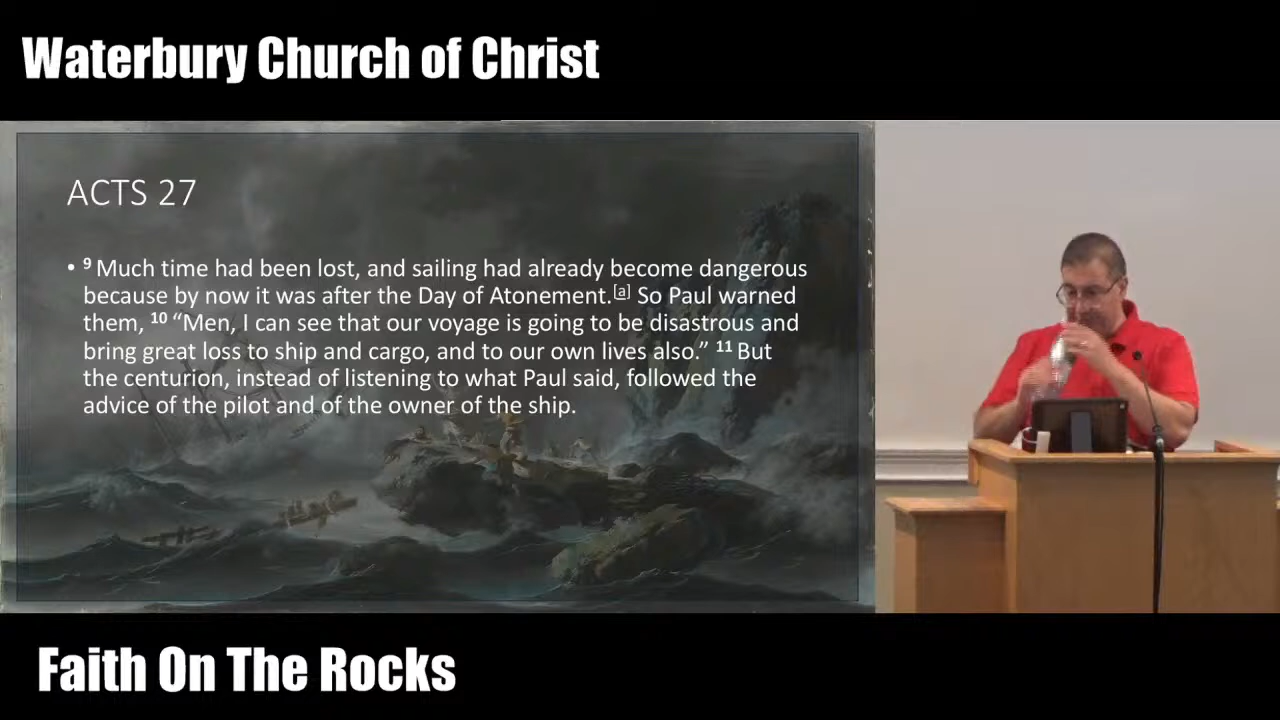 Waterbury Church of Christ
ACTS 27
• ⁹ Much time had been lost, and sailing had already become dangerous
because by now it was after the Day of Atonement.[a] So Paul warned
them, ¹⁰ “Men, I can see that our voyage is going to be disastrous and
bring great loss to ship and cargo, and to our own lives also.” ¹¹ But
the centurion, instead of listening to what Paul said, followed the
advice of the pilot and of the owner of the ship.
Faith On The Rocks